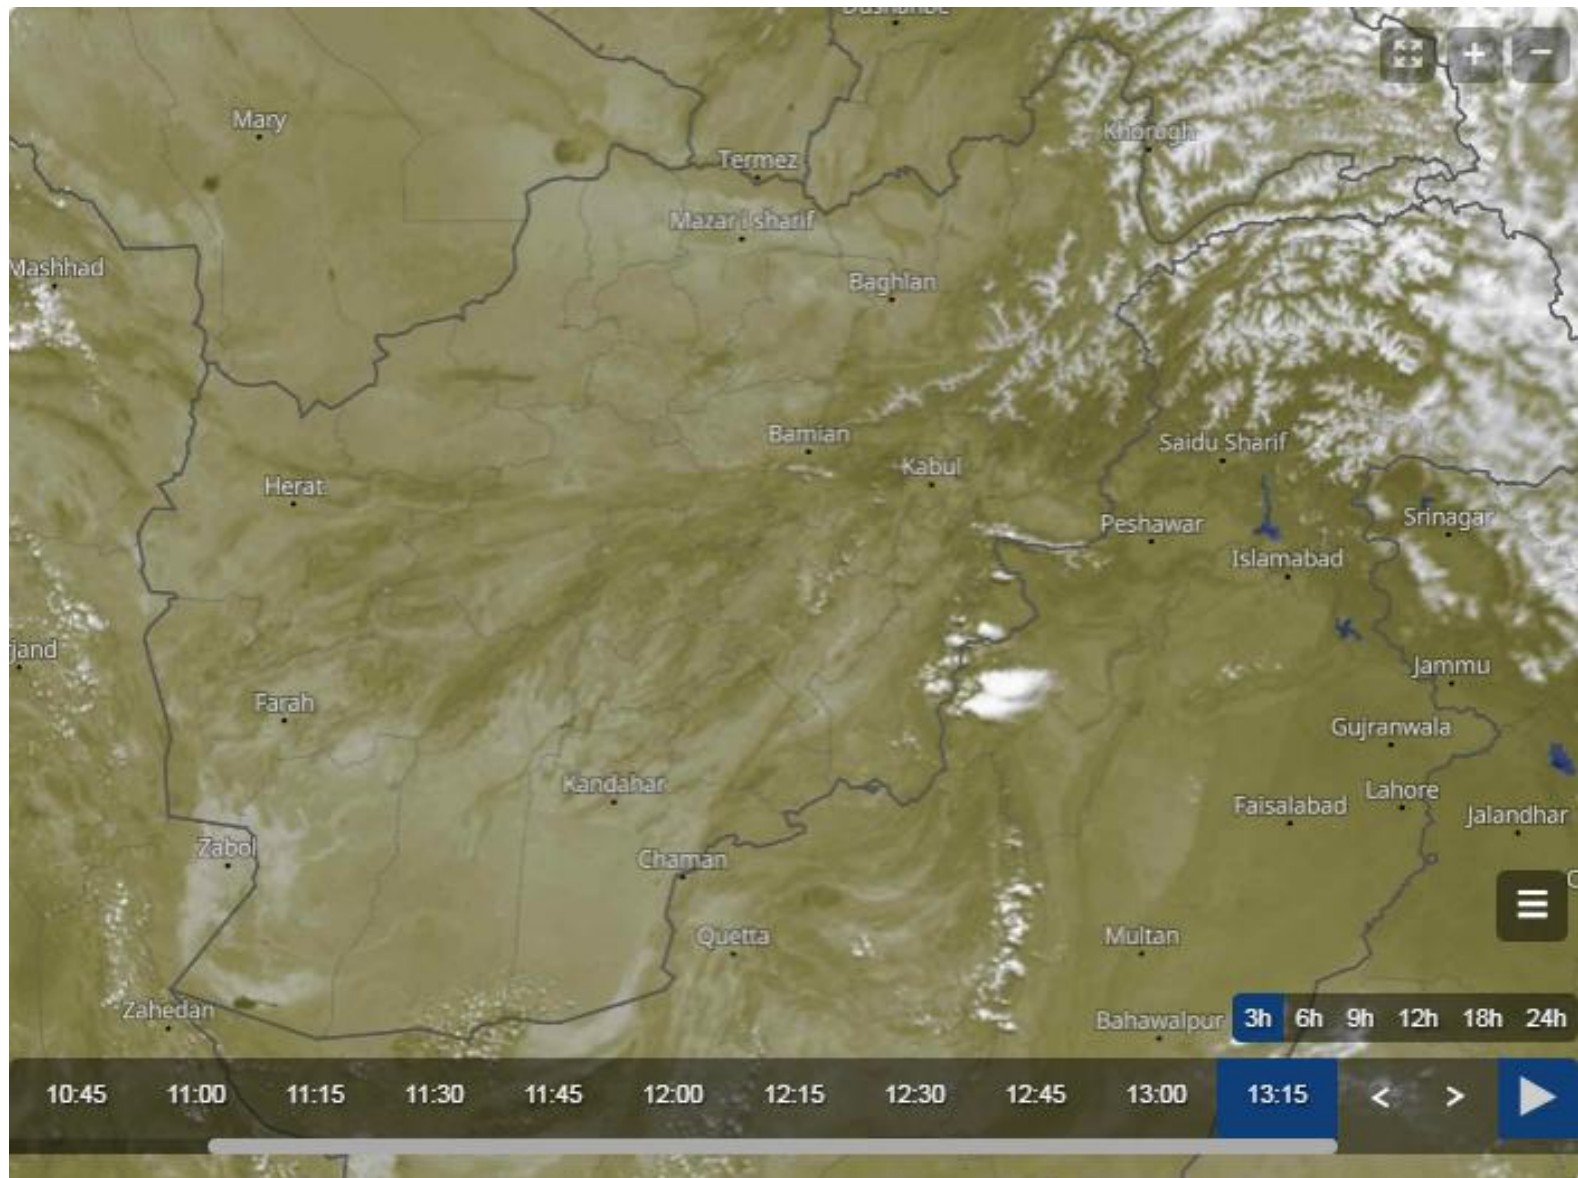 Dushanbe
+
−
Mary
Khorogh
Termez
Mazar i sharif
Mashhad
Baghlan
Bamian
Saidu Sharif
Kabul
Herat
Peshawar
Srinagar
Islamabad
jand
Jammu
Farah
Gujranwala
Kandahar
Lahore
Faisalabad
Jalandhar
Zabol
Chaman
Quetta
Multan
Zahedan
Bahawalpur
3h 6h 9h 12h 18h 24h
10:45 11:00 11:15 11:30 11:45 12:00 12:15 12:30 12:45 13:00 13:15 < >